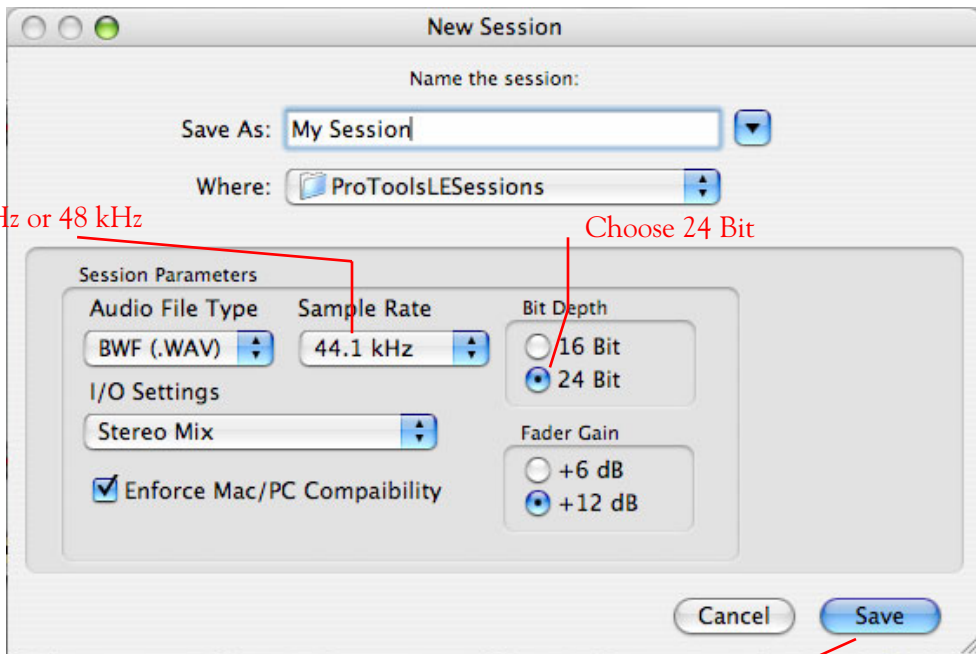 New Session
Name the session:
Save As: My Session
Where: ProToolsLESessions
Hz or 48 kHz
Choose 24 Bit
Session Parameters
Audio File Type Sample Rate Bit Depth
BWF (.WAV) 44.1 kHz 16 Bit
24 Bit
I/O Settings
Stereo Mix Fader Gain
+6 dB
Enforce Mac/PC Compaibility +12 dB
Cancel Save